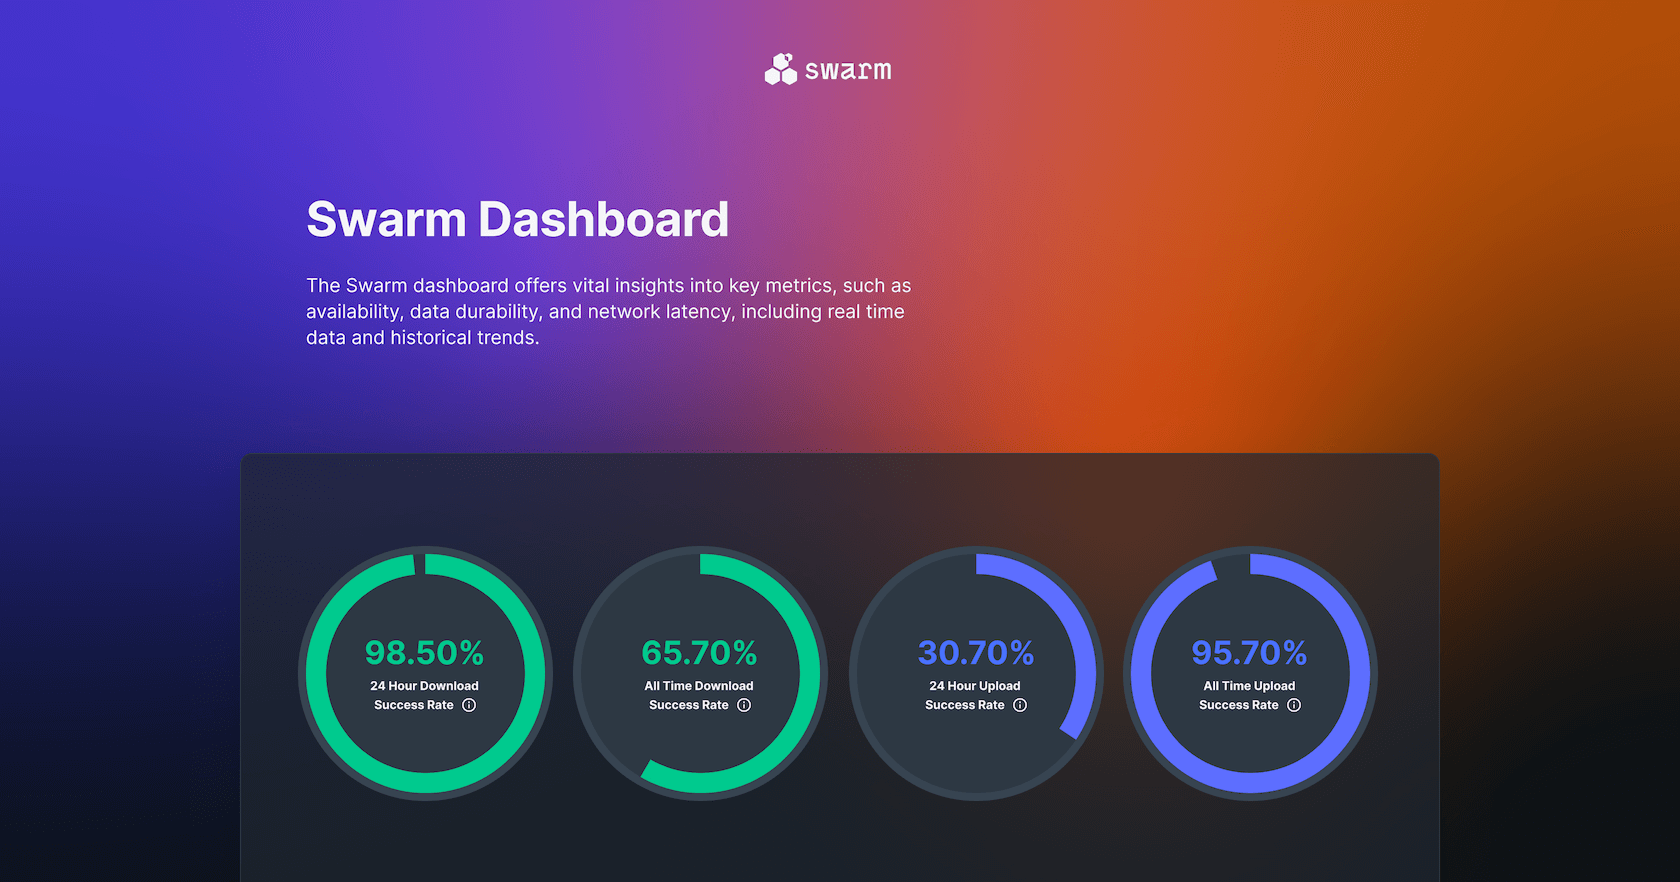 swarm
Swarm Dashboard
The Swarm dashboard offers vital insights into key metrics, such as
availability, data durability, and network latency, including real time
data and historical trends.
98.50%
24 Hour Download
Success Rate
65.70%
All Time Download
Success Rate
30.70%
24 Hour Upload
Success Rate
95.70%
All Time Upload
Success Rate